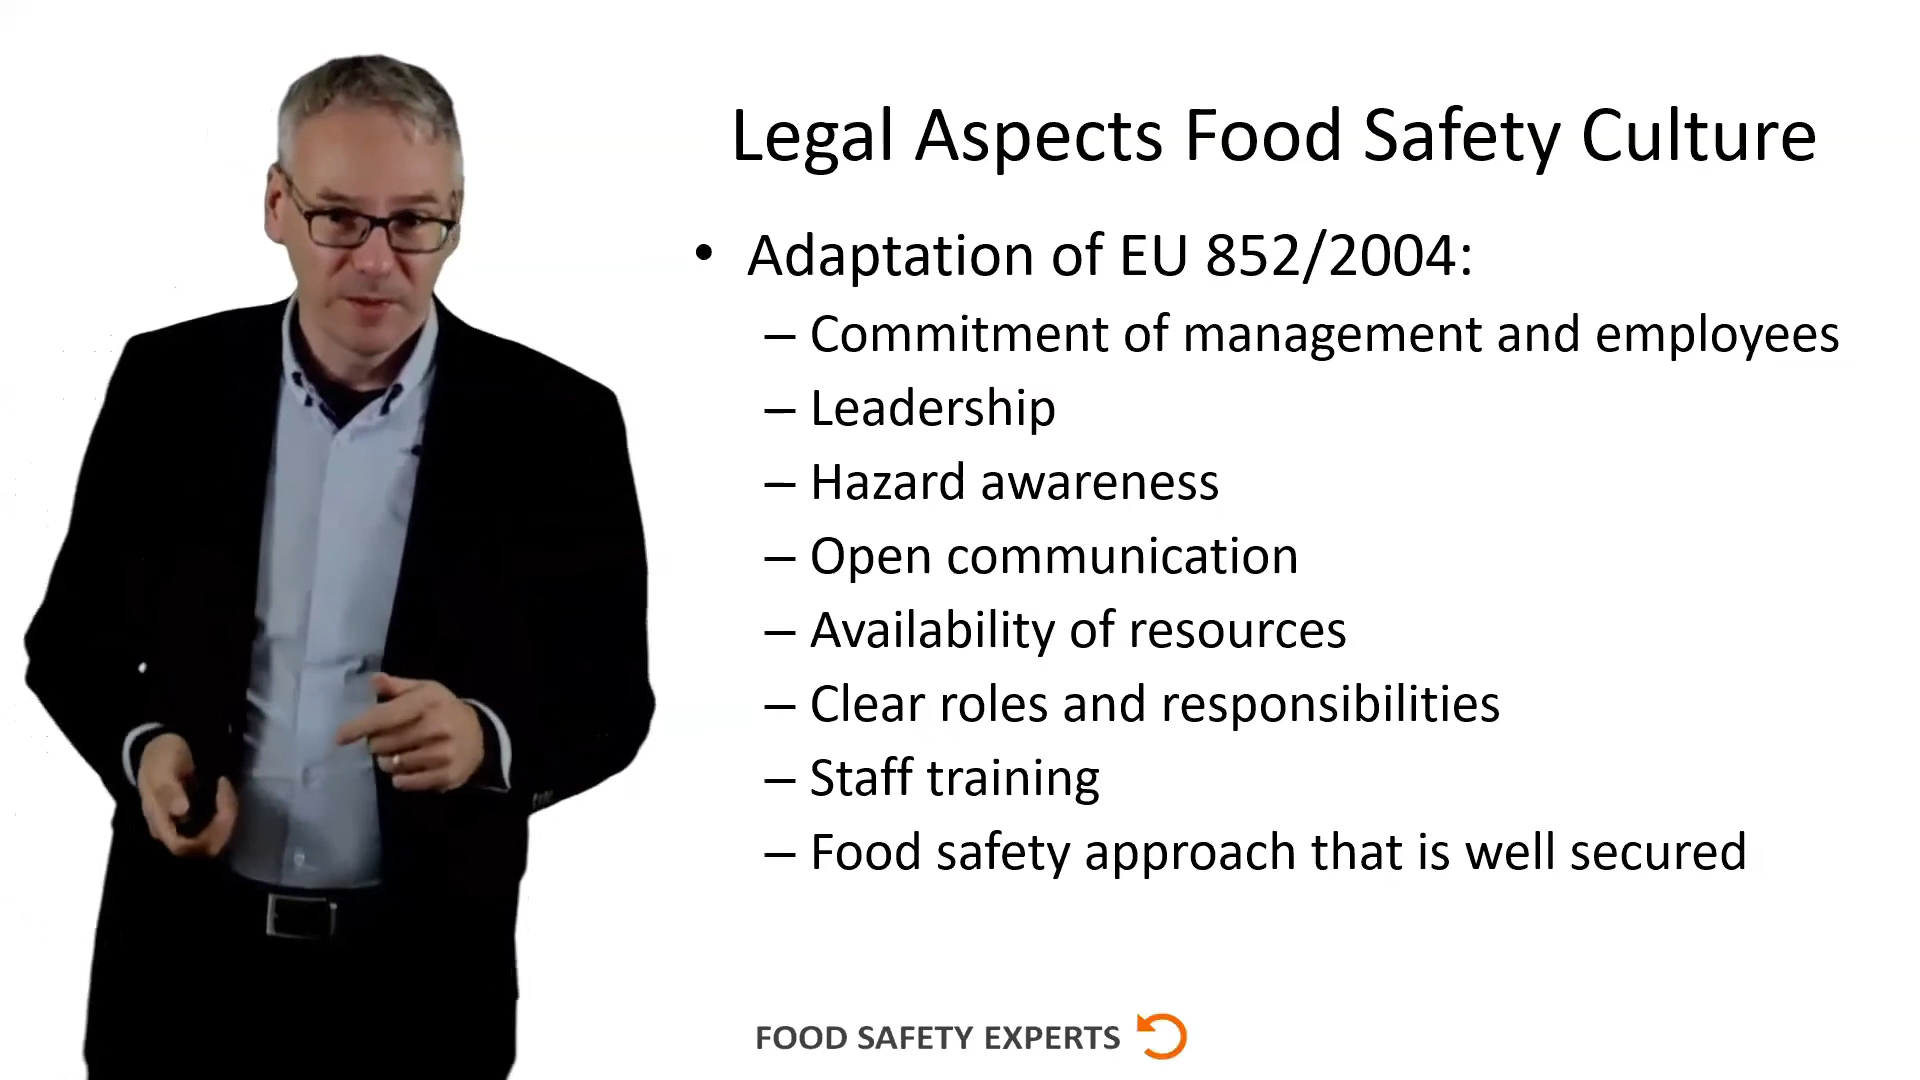 Legal Aspects Food Safety Culture
• Adaptation of EU 852/2004:
– Commitment of management and employees
– Leadership
– Hazard awareness
– Open communication
– Availability of resources
– Clear roles and responsibilities
– Staff training
– Food safety approach that is well secured
FOOD SAFETY EXPERTS